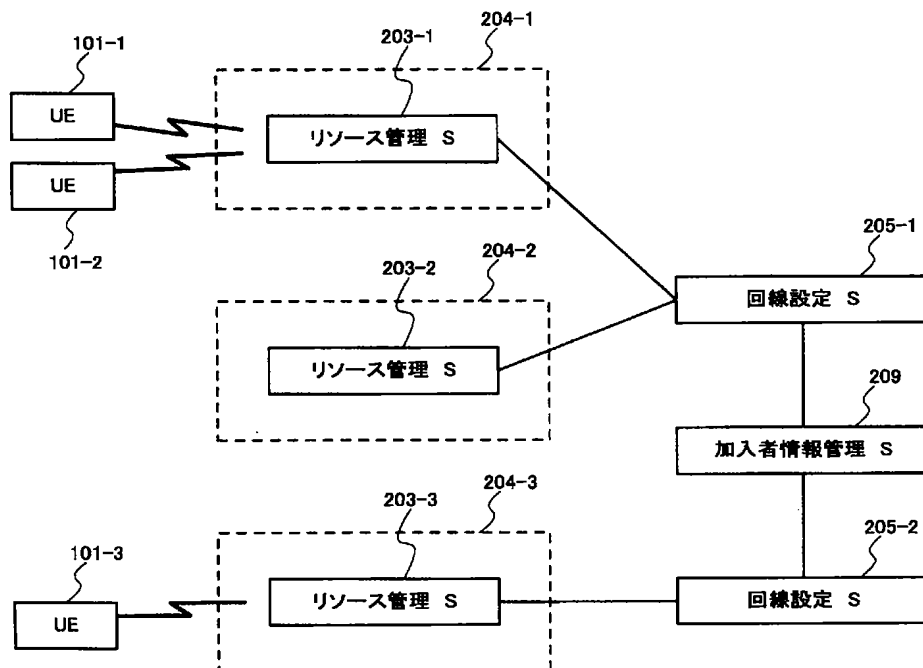 204-1
203-1
101-1
UE
リソース管理 S
UE
101-2
204-2
203-2
205-1
回線設定 S
リソース管理 S
209
加入者情報管理 S
204-3
203-3
205-2
101-3
リソース管理 S
回線設定 S
UE